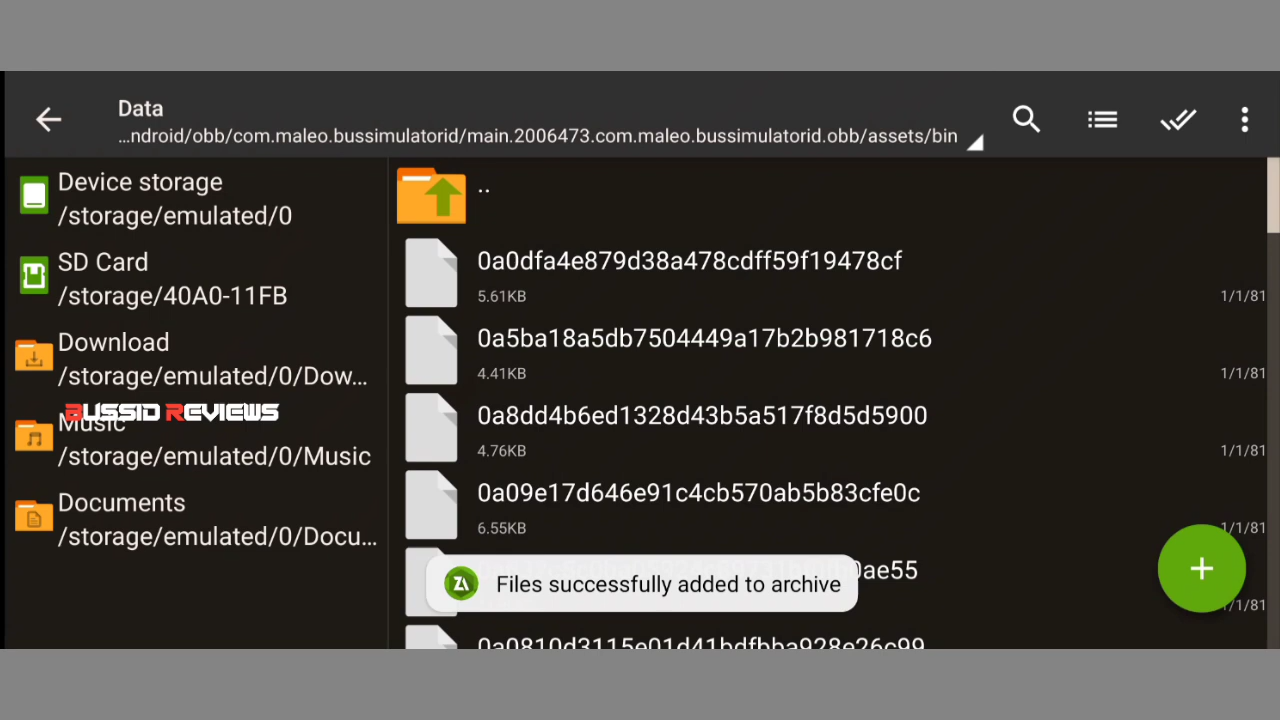 Data
...ndroid/obb/com.maleo.bussimulatorid/main.2006473.com.maleo.bussimulatorid.obb/assets/bin
Device storage
/storage/emulated/0
SD Card
/storage/40A0-11FB
Download
/storage/emulated/0/Dow...
BUSSID REVIEWS
Music
/storage/emulated/0/Music
Documents
/storage/emulated/0/Docu...
..
0a0dfa4e879d38a478cdff59f19478cf
5.61KB
1/1/81
0a5ba18a5db7504449a17b2b981718c6
4.41KB
1/1/81
0a8dd4b6ed1328d43b5a517f8d5d5900
4.76KB
1/1/81
0a09e17d646e91c4cb570ab5b83cfe0c
6.55KB
1/1/81
0ae55
Files successfully added to archive
1/1/81
0a0810d3115e01d41bdfbba928e26c99